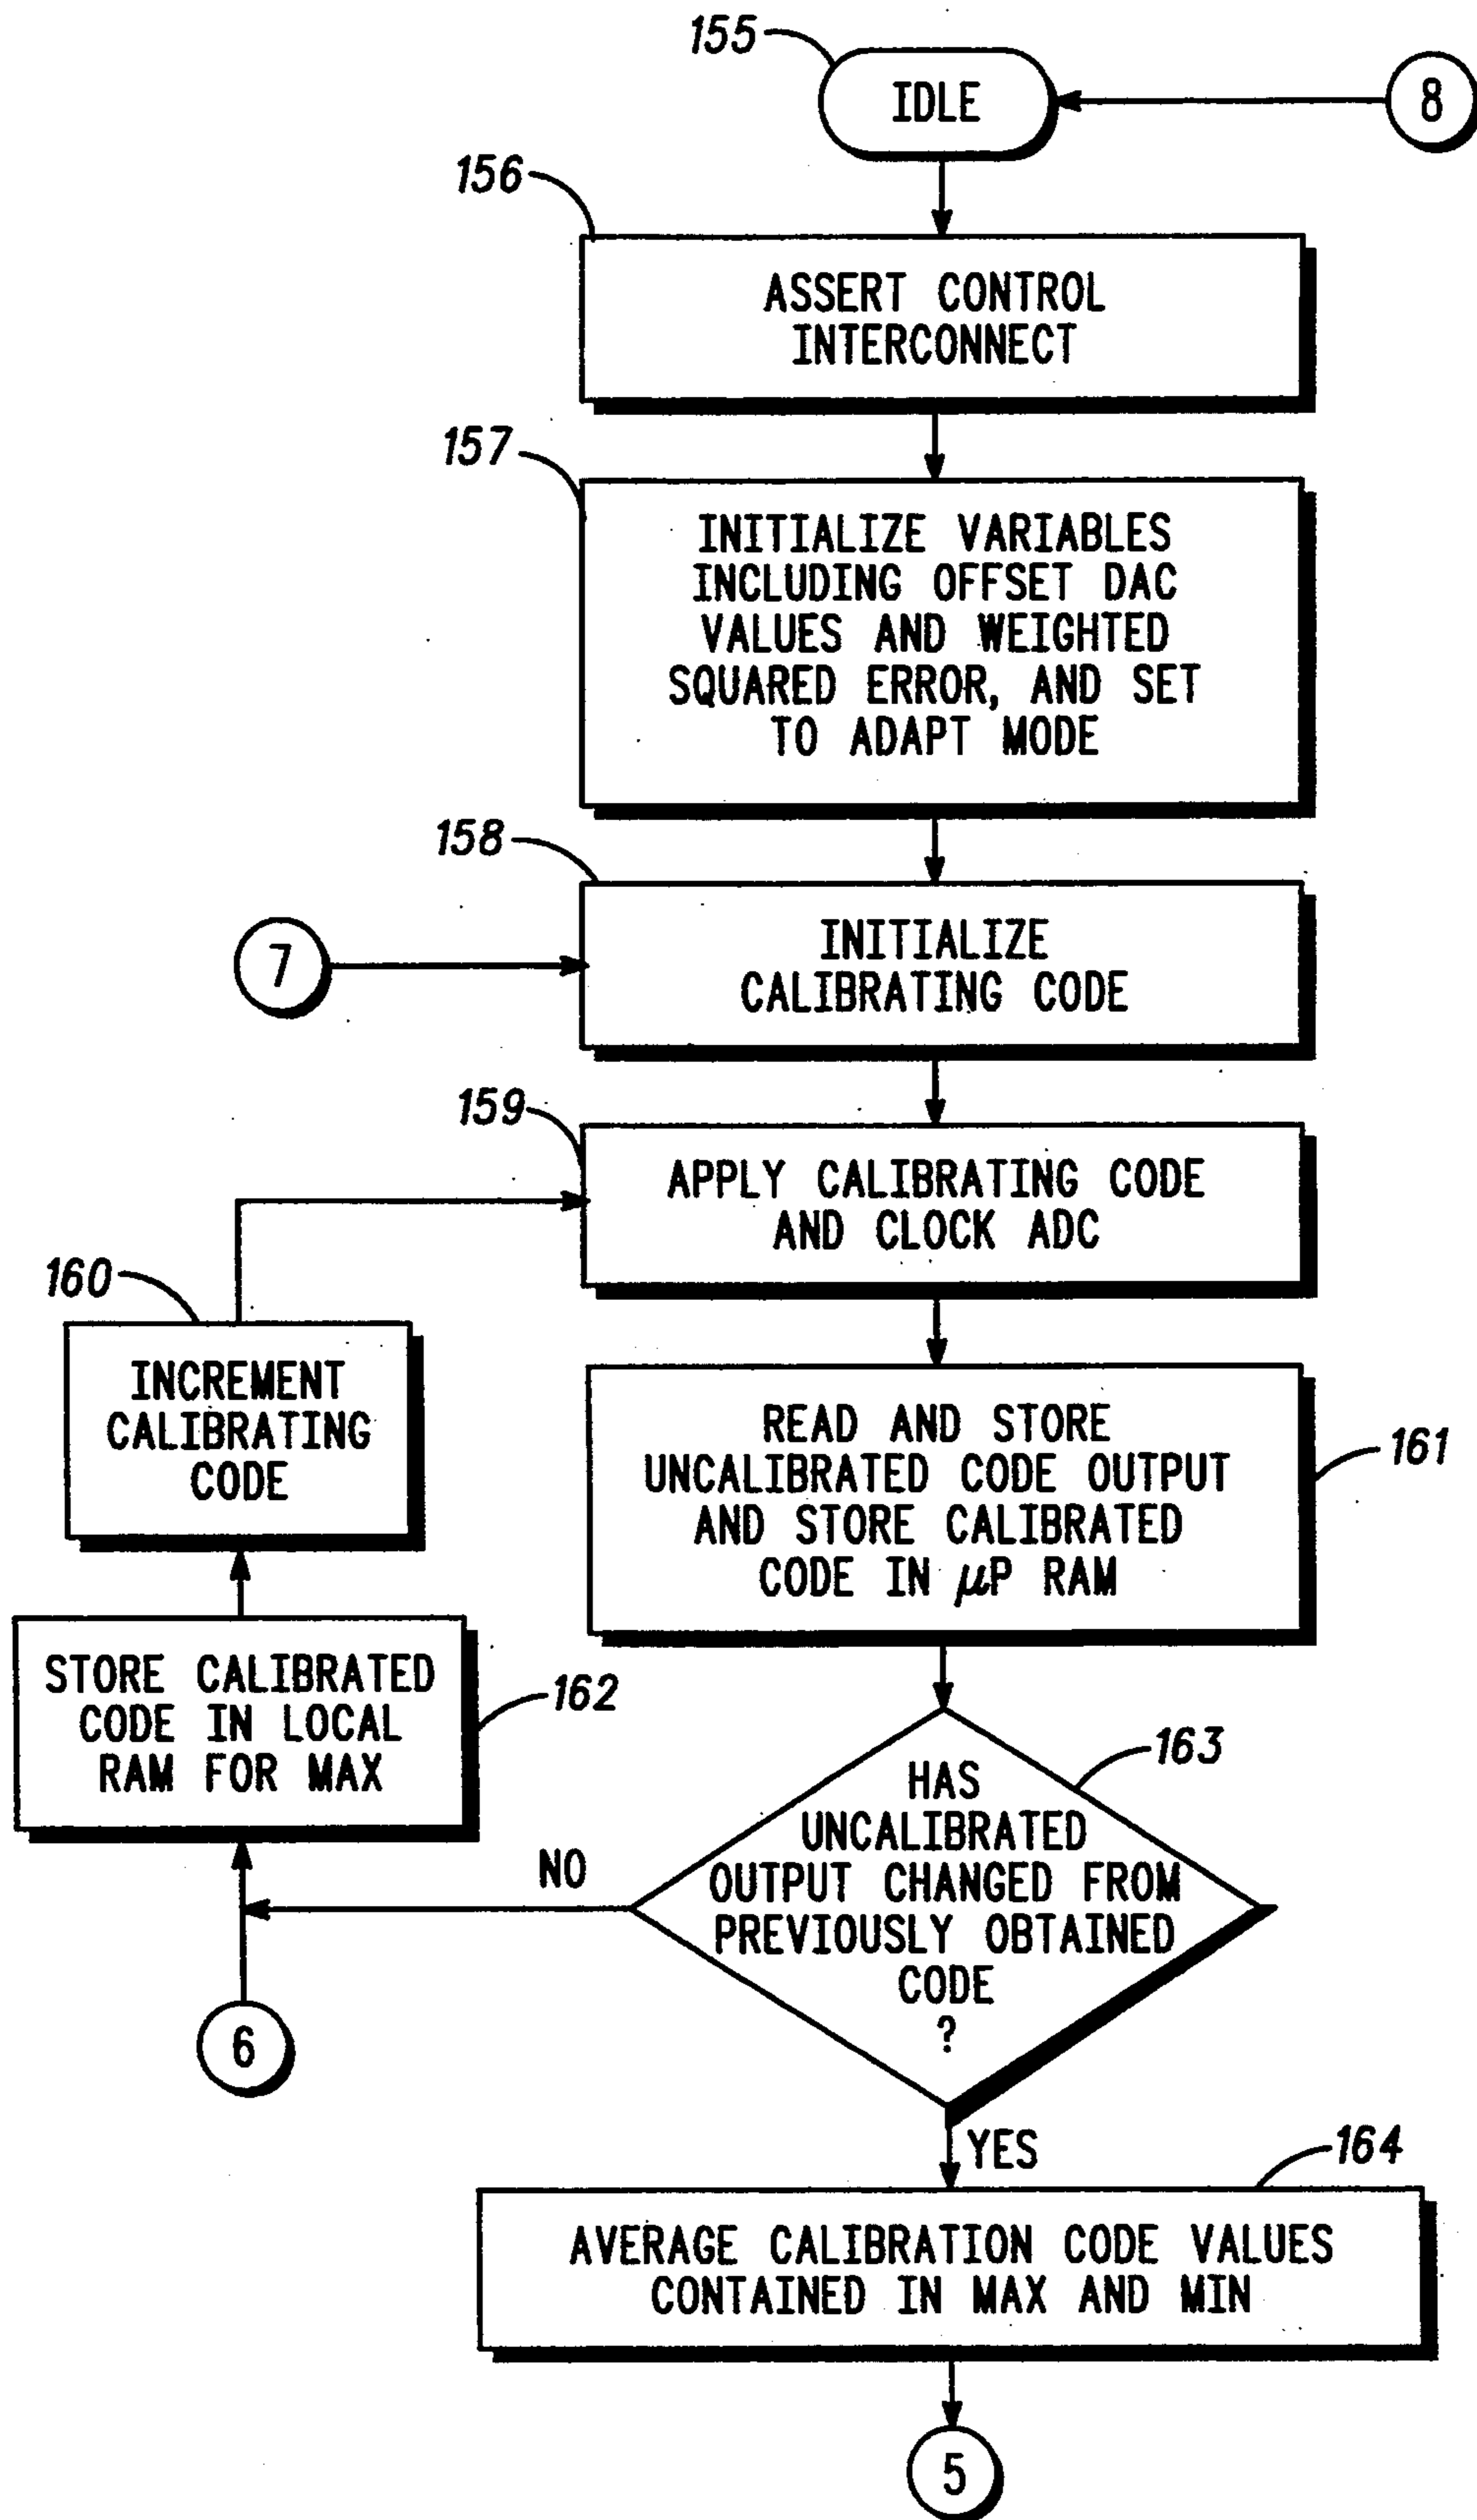 155
IDLE
8
156
ASSERT CONTROL
INTERCONNECT
157
INITIALIZE VARIABLES
INCLUDING OFFSET DAC
VALUES AND WEIGHTED
SQUARED ERROR, AND SET
TO ADAPT MODE
158
7
INITIALIZE
CALIBRATING CODE
159
APPLY CALIBRATING CODE
AND CLOCK ADC
160
INCREMENT
CALIBRATING
CODE
READ AND STORE
UNCALIBRATED CODE OUTPUT
AND STORE CALIBRATED
CODE IN µP RAM
161
STORE CALIBRATED
CODE IN LOCAL
RAM FOR MAX
162
163
HAS
UNCALIBRATED
OUTPUT CHANGED FROM
PREVIOUSLY OBTAINED
CODE
?
NO
6
YES
164
AVERAGE CALIBRATION CODE VALUES
CONTAINED IN MAX AND MIN
5